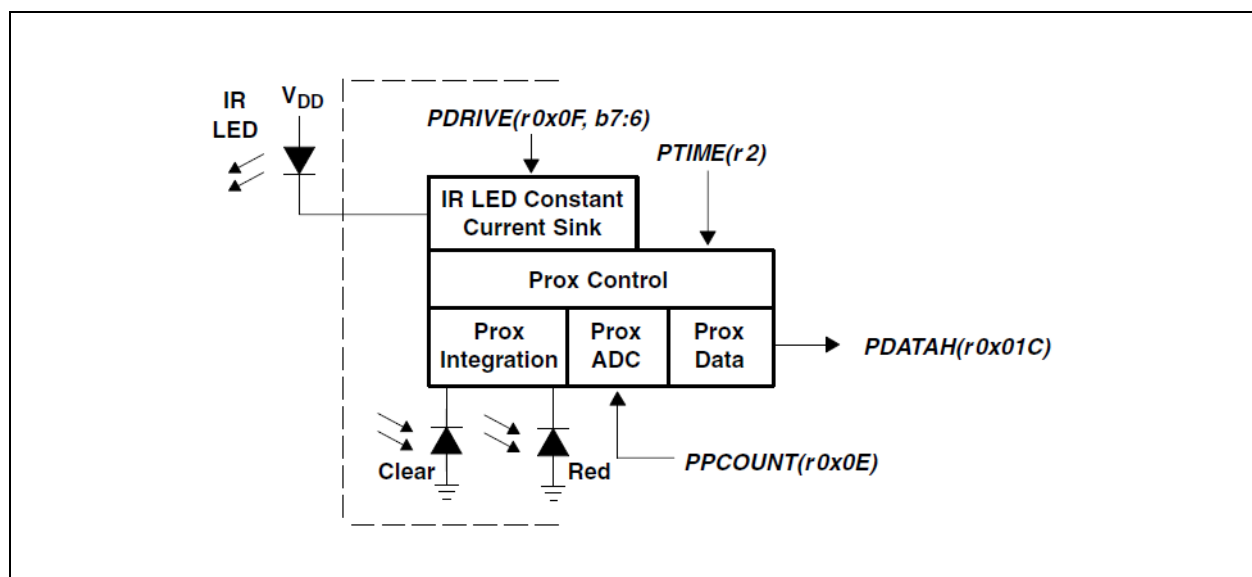 IR
LED
VDD
PDRIVE(r0x0F, b7:6)
PTIME(r2)
IR LED Constant
Current Sink
Prox Control
Prox
Integration
Prox
ADC
Prox
Data
PDATAH(r0x01C)
Clear
Red
PPCOUNT(r0x0E)